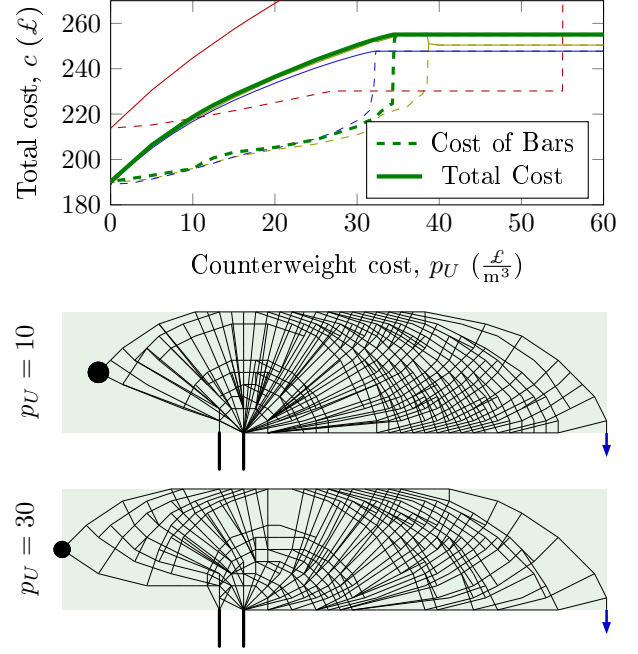 Total cost, c (£)
260
240
220
200
180
0
10
20
30
40
50
60
Cost of Bars
Total Cost
Counterweight cost, p_U (£/m³)
p_U = 10
p_U = 30